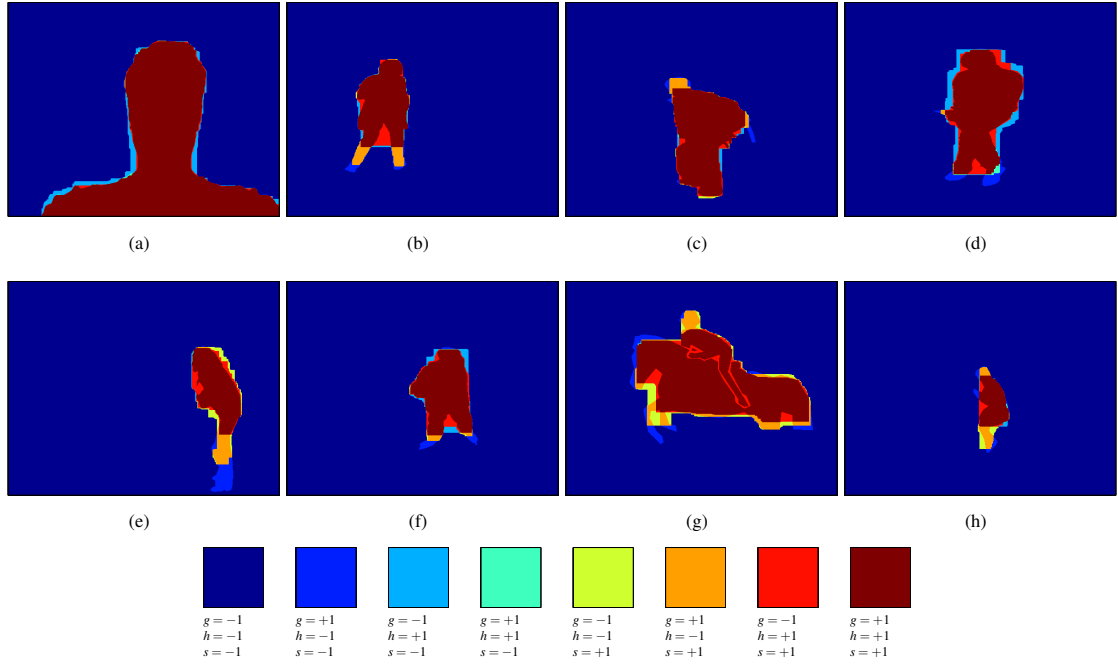 (a) (b) (c) (d)
(e) (f) (g) (h)
g = −1 g = +1 g = −1 g = +1 g = −1 g = +1 g = −1 g = +1
h = −1 h = −1 h = +1 h = +1 h = −1 h = −1 h = +1 h = +1
s = −1 s = −1 s = −1 s = −1 s = +1 s = +1 s = +1 s = +1